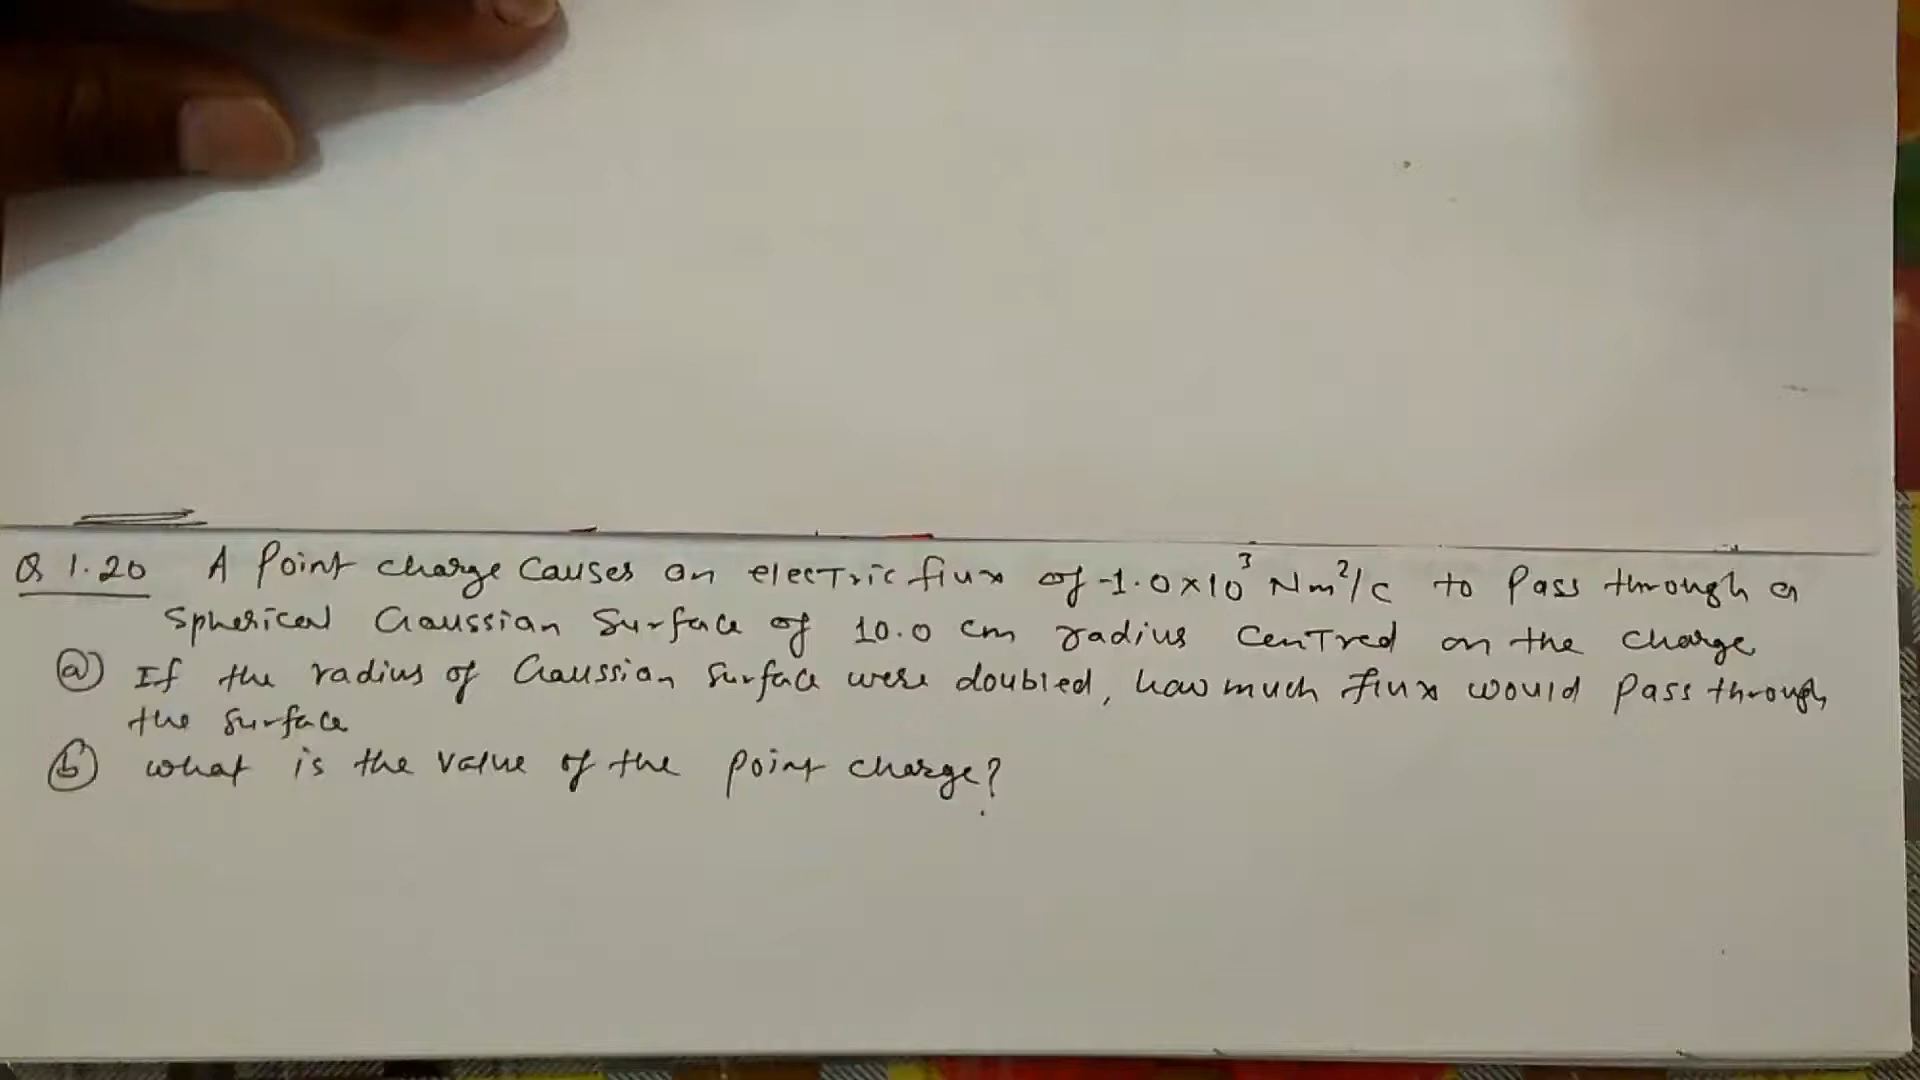 Q 1.20 A Point charge causes an electric flux of -1.0×10³ Nm²/c to Pass through a
Spherical Gaussian Surface of 10.0 cm radius Centred on the charge
(a) If the radius of Gaussian Surface were doubled, how much flux would pass through
the surface
(b) what is the value of the point charge?